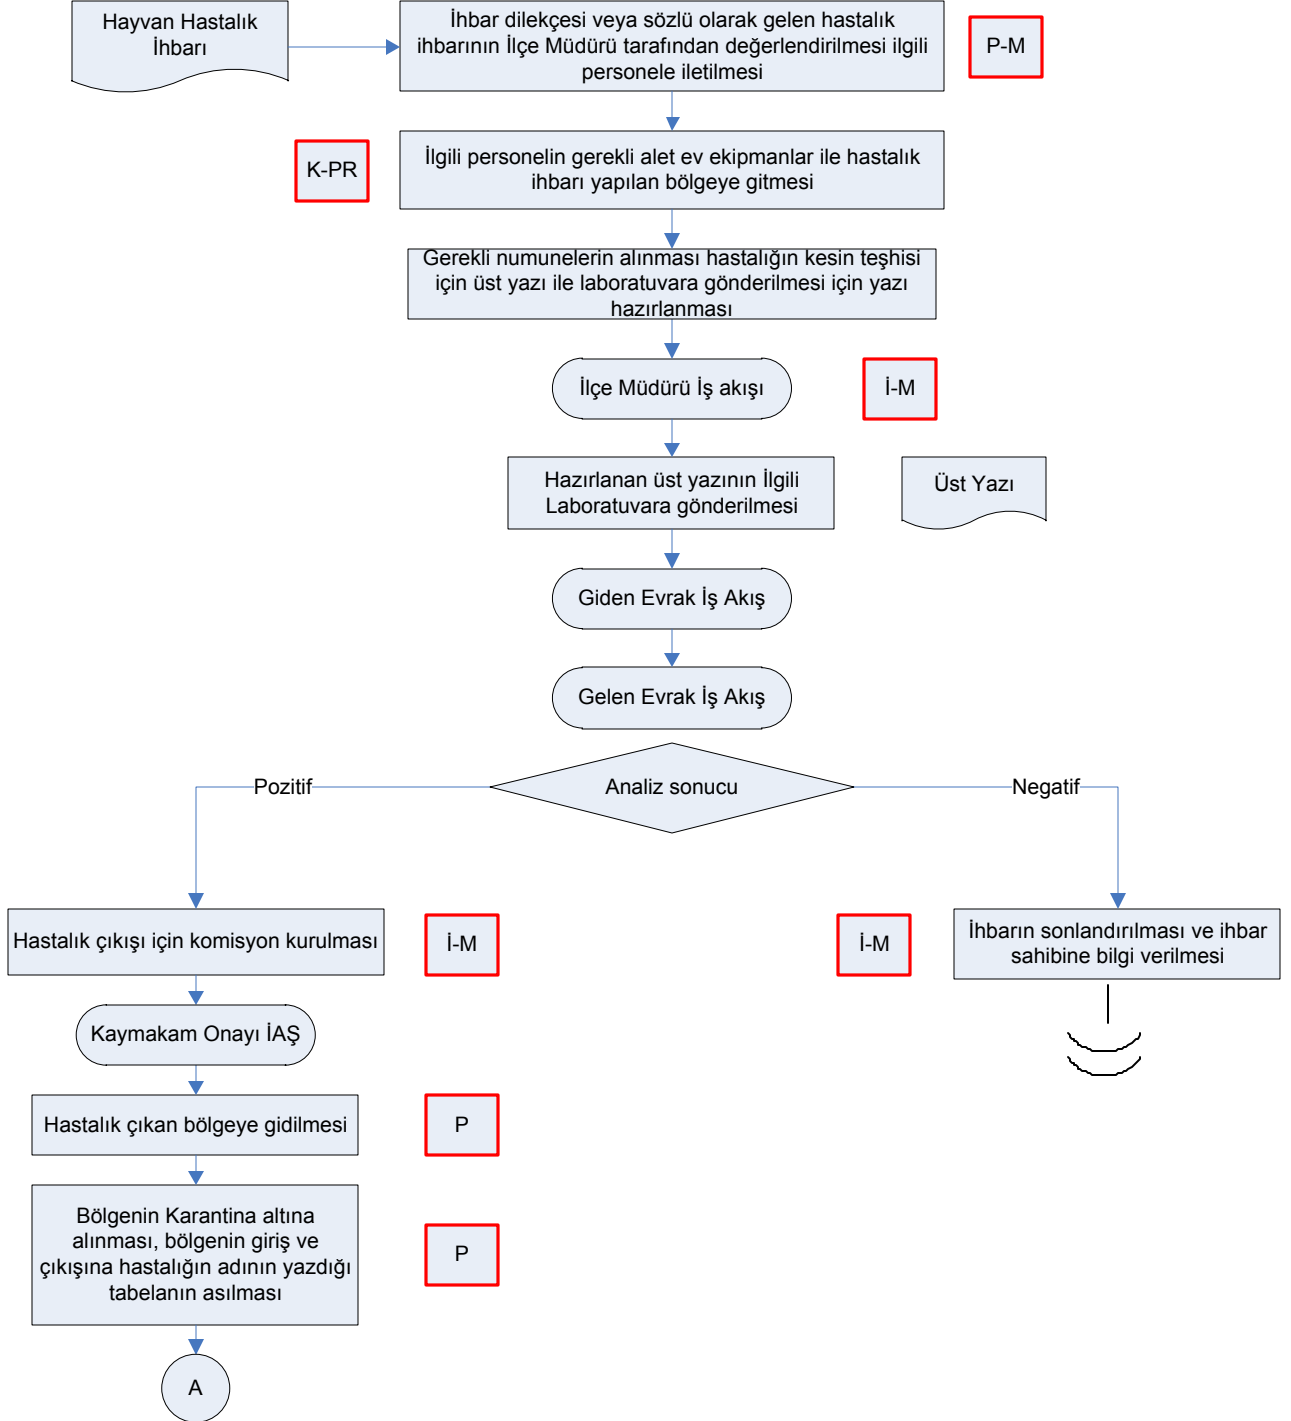 Hayvan Hastalık
İhbarı
İhbar dilekçesi veya sözlü olarak gelen hastalık
ihbarının İlçe Müdürü tarafından değerlendirilmesi ilgili
personele iletilmesi
P-M
K-PR
İlgili personelin gerekli alet ev ekipmanlar ile hastalık
ihbarı yapılan bölgeye gitmesi
Gerekli numunelerin alınması hastalığın kesin teşhisi
için üst yazı ile laboratuvara gönderilmesi için yazı
hazırlanması
İlçe Müdürü İş akışı
İ-M
Hazırlanan üst yazının İlgili
Laboratuvara gönderilmesi
Üst Yazı
Giden Evrak İş Akış
Gelen Evrak İş Akış
Pozitif
Analiz sonucu
Negatif
Hastalık çıkışı için komisyon kurulması
İ-M
İ-M
İhbarın sonlandırılması ve ihbar
sahibine bilgi verilmesi
Kaymakam Onayı İAŞ
Hastalık çıkan bölgeye gidilmesi
P
Bölgenin Karantina altına
alınması, bölgenin giriş ve
çıkışına hastalığın adının yazdığı
tabelanın asılması
P
A